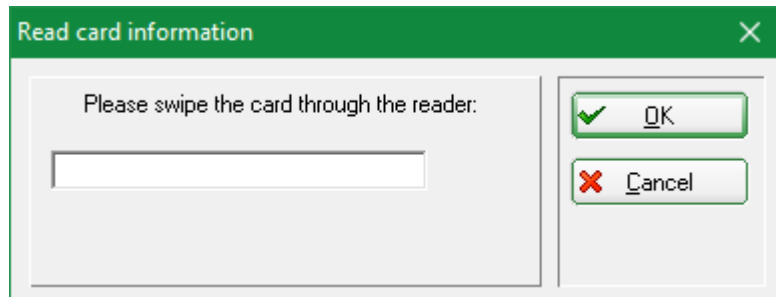 Read card information
Please swipe the card through the reader:
OK
Cancel